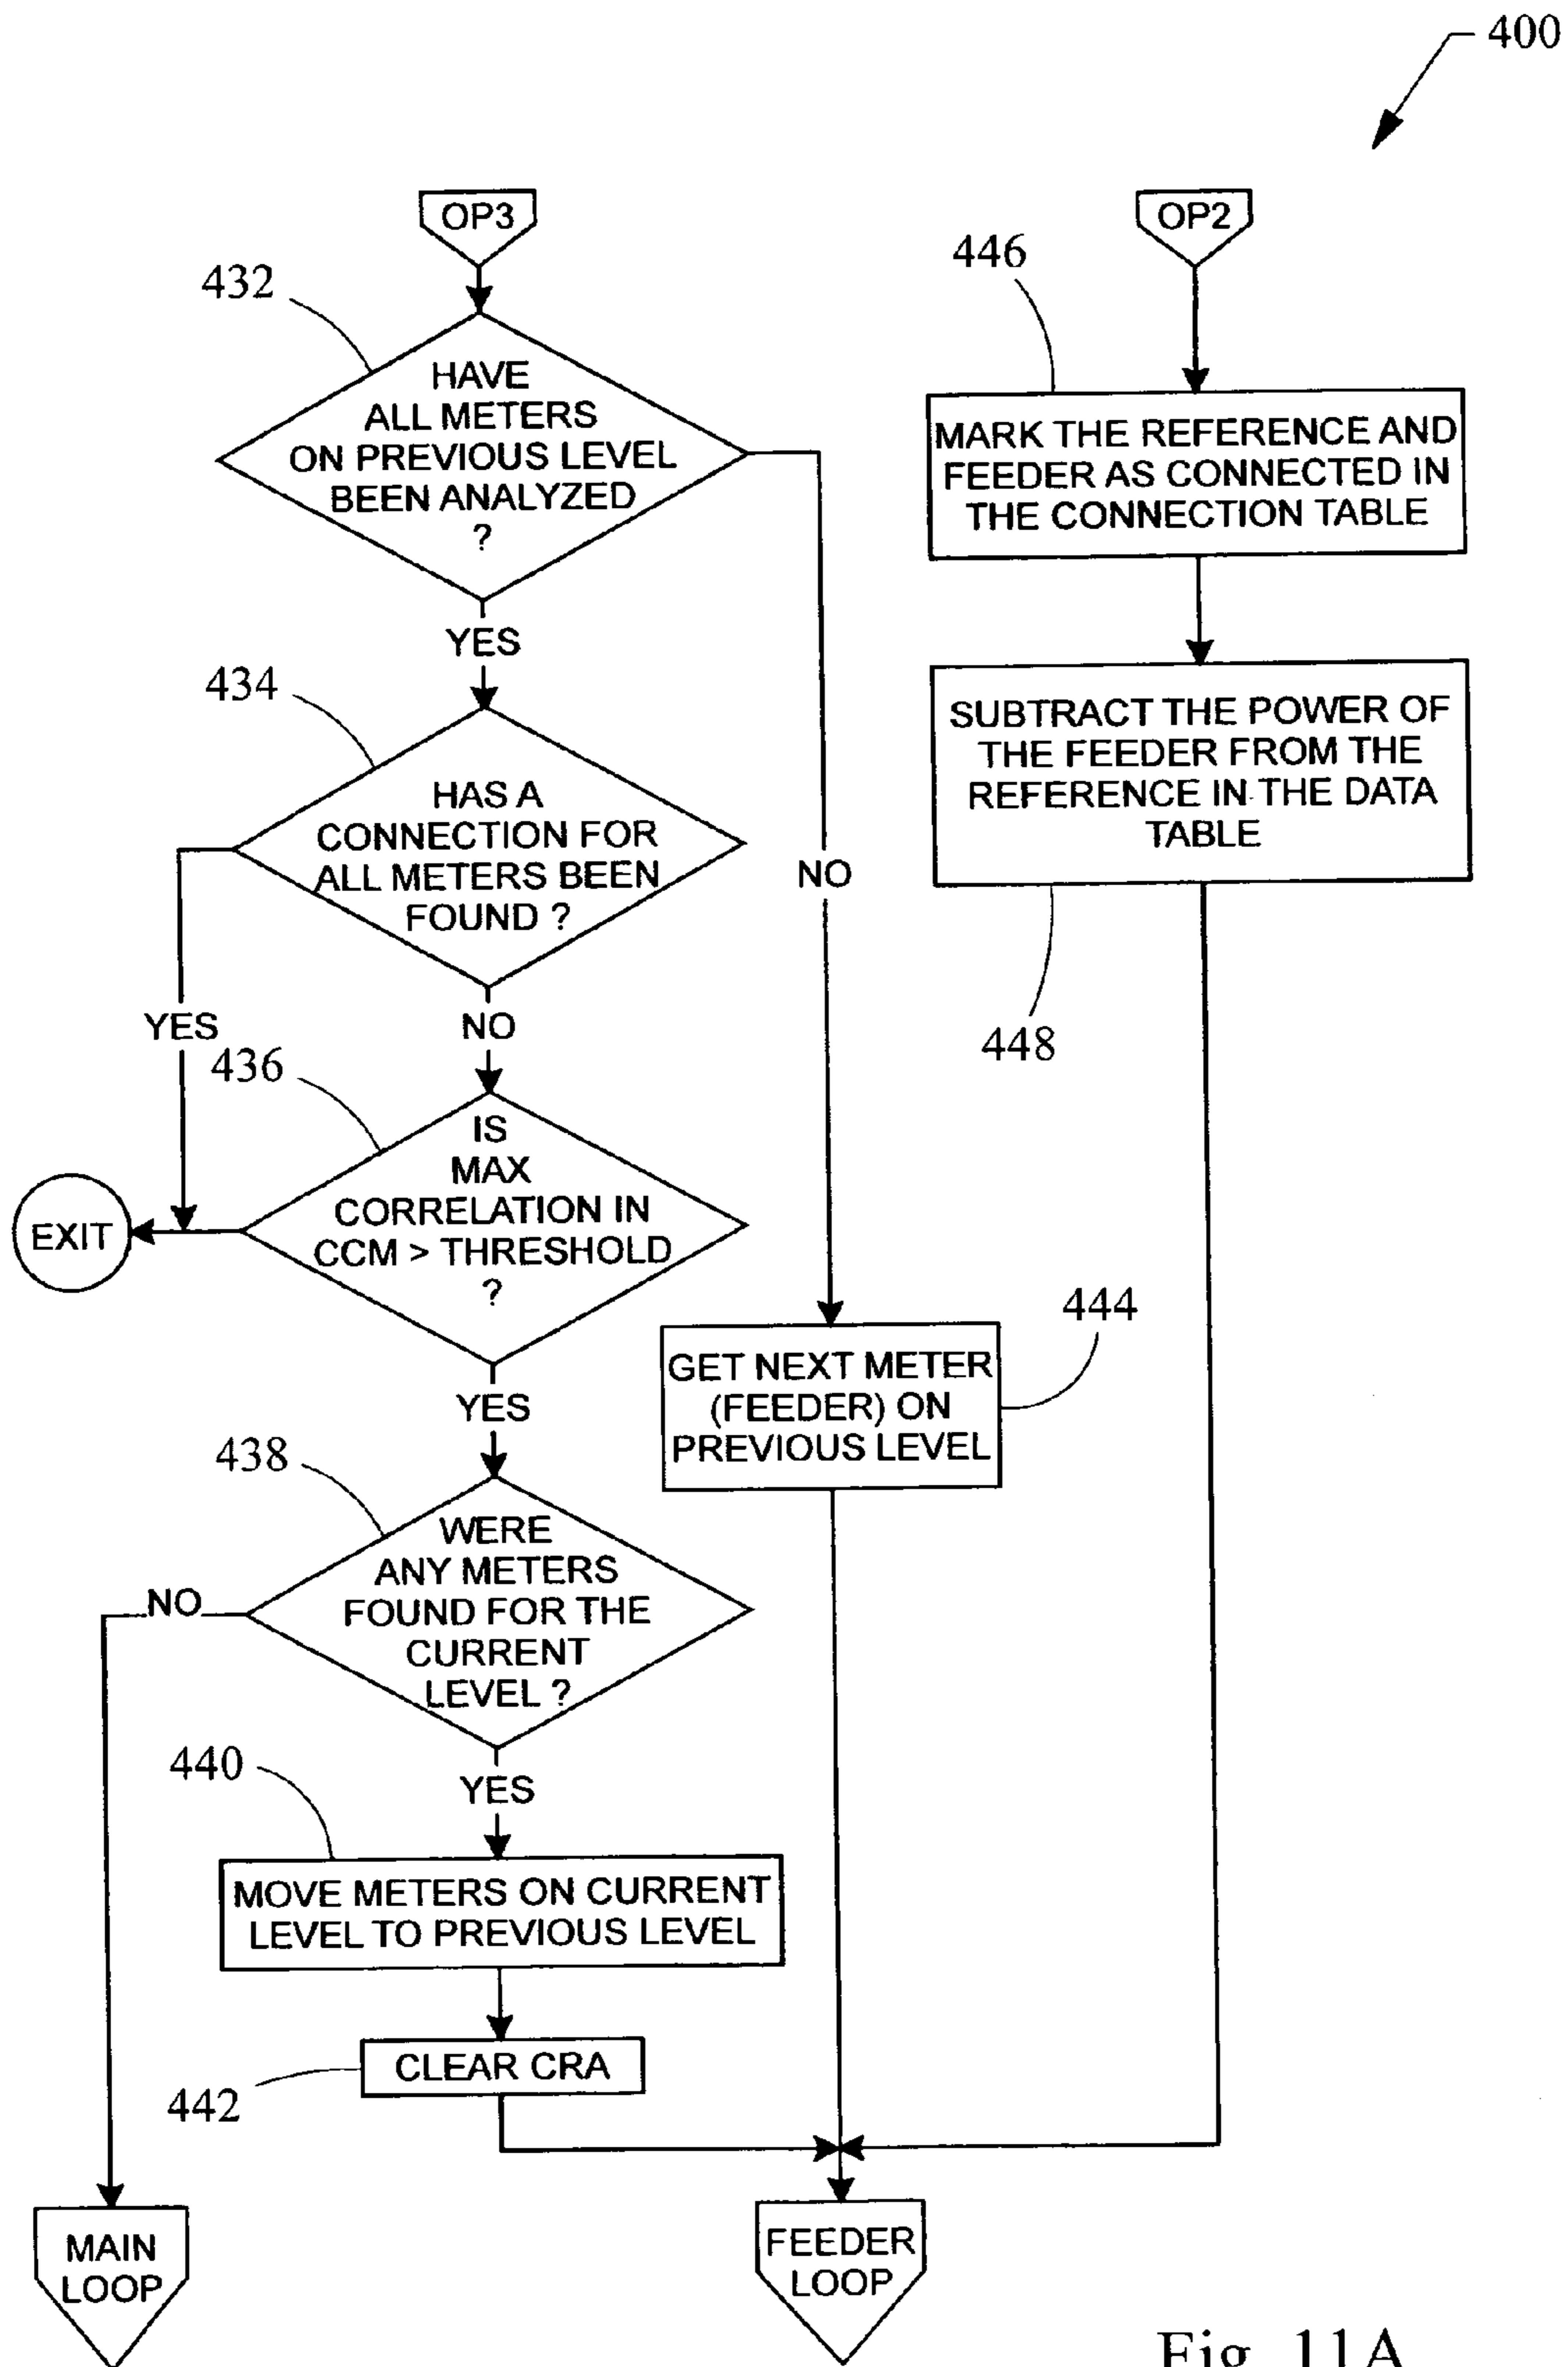 400
OP3
OP2
432
446
HAVE
ALL METERS
ON PREVIOUS LEVEL
BEEN ANALYZED
?
MARK THE REFERENCE AND
FEEDER AS CONNECTED IN
THE CONNECTION TABLE
YES
434
SUBTRACT THE POWER OF
THE FEEDER FROM THE
REFERENCE IN THE DATA
TABLE
HAS A
CONNECTION FOR
ALL METERS BEEN
FOUND ?
NO
448
YES
NO
436
IS
MAX
CORRELATION IN
CCM > THRESHOLD
?
EXIT
444
GET NEXT METER
(FEEDER) ON
PREVIOUS LEVEL
YES
438
WERE
ANY METERS
FOUND FOR THE
CURRENT
LEVEL ?
NO
440
YES
MOVE METERS ON CURRENT
LEVEL TO PREVIOUS LEVEL
CLEAR CRA
442
MAIN
LOOP
FEEDER
LOOP
Fig. 11A